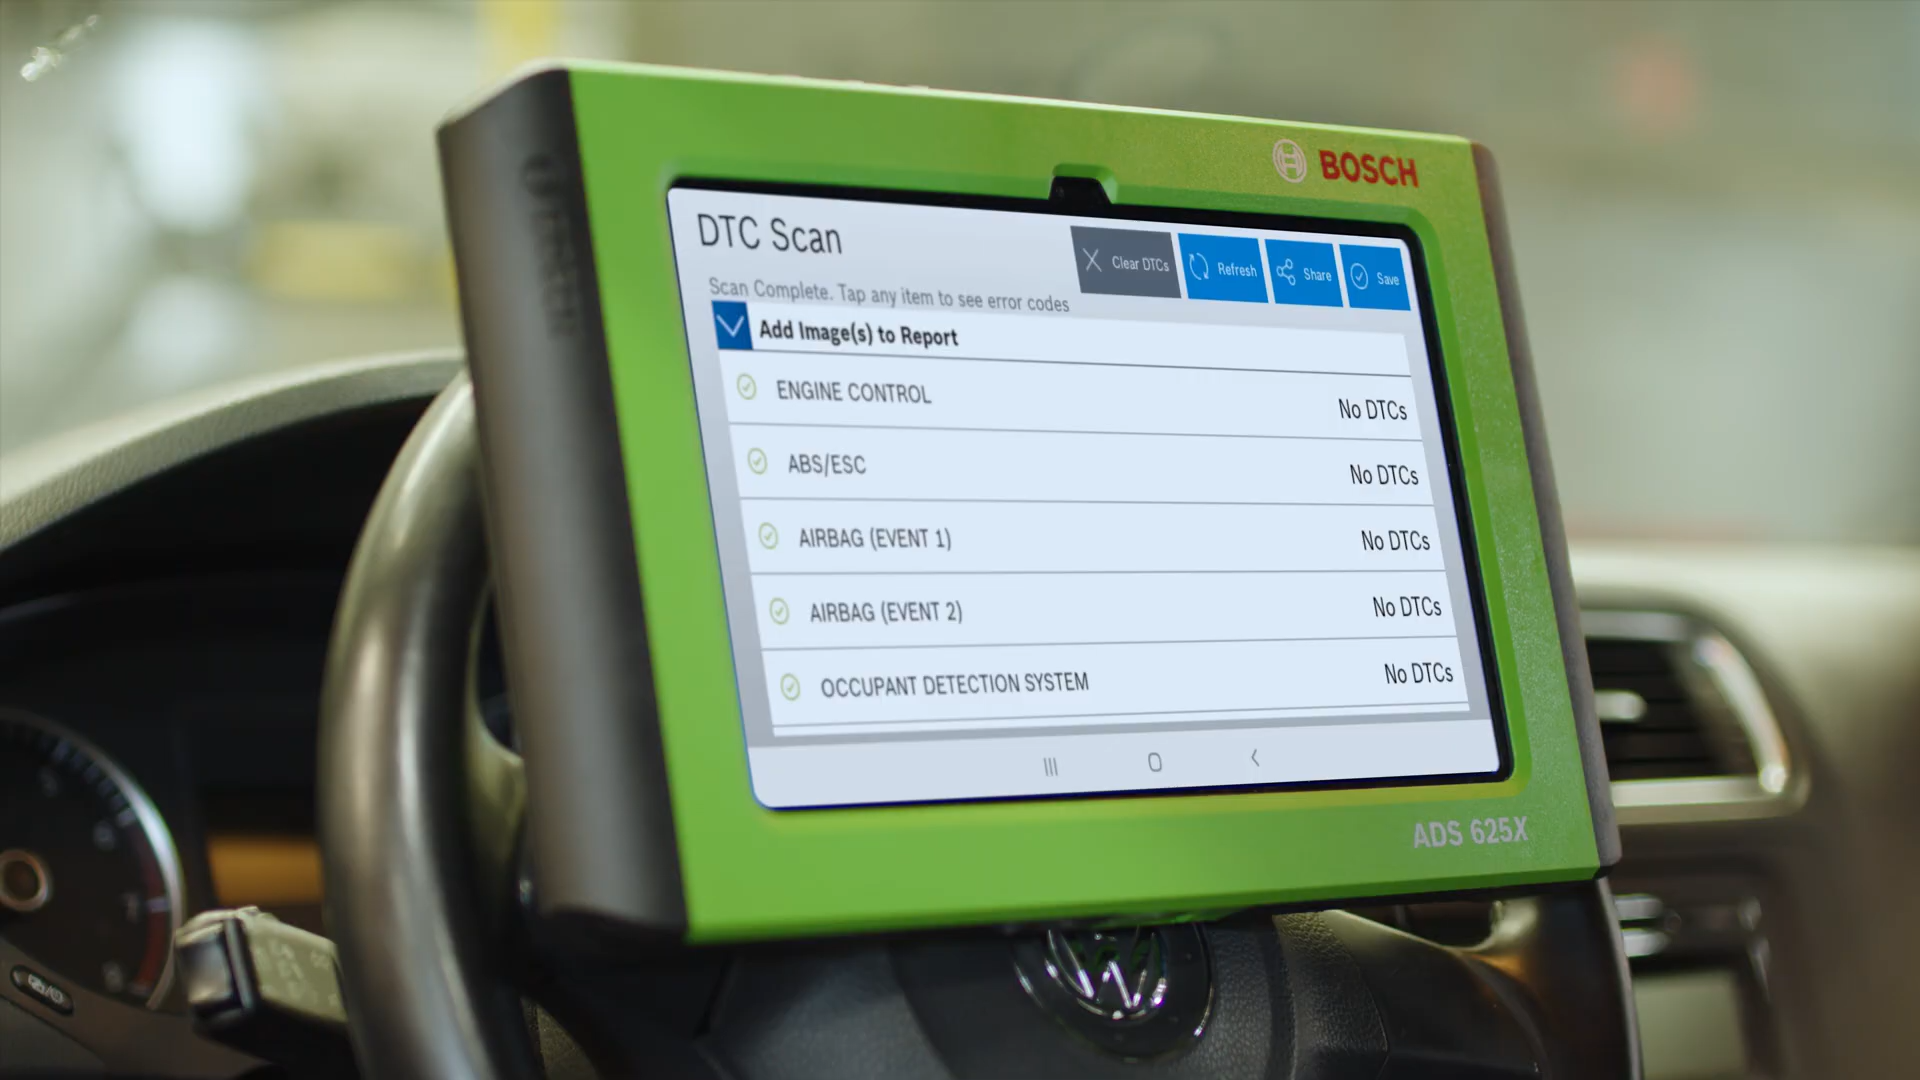 BOSCH
DTC Scan
Clear DTCs
Refresh
Share
Save
Scan Complete. Tap any item to see error codes
Add Image(s) to Report
ENGINE CONTROL
No DTCs
ABS/ESC
No DTCs
AIRBAG (EVENT 1)
No DTCs
AIRBAG (EVENT 2)
No DTCs
OCCUPANT DETECTION SYSTEM
No DTCs
ADS 625X